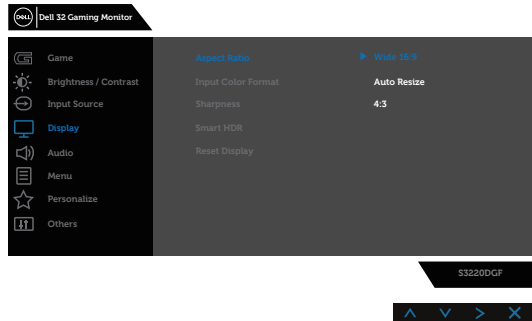 DELL Dell 32 Gaming Monitor
Game
Brightness / Contrast
Input Source
Display
Audio
Menu
Personalize
Others
Aspect Ratio
Input Color Format
Sharpness
Smart HDR
Reset Display
Wide 16:9
Auto Resize
4:3
S3220DGF